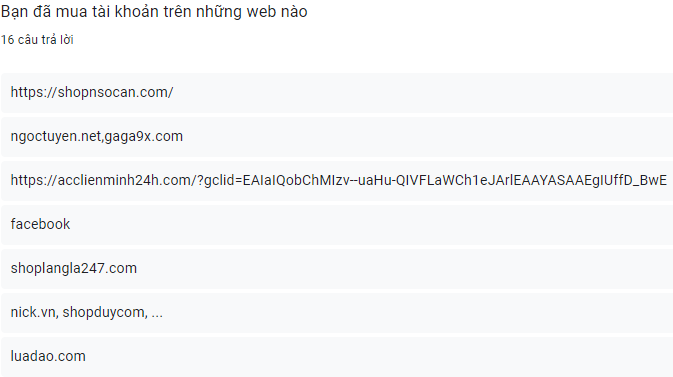 Bạn đã mua tài khoản trên những web nào
16 câu trả lời
https://shopnsocan.com/
ngoctuyen.net,gaga9x.com
https://acclienminh24h.com/?gclid=EAIaIQobChMIzv--uaHu-QIVFLaWCh1eJArlEAAYASAAEgIUffD_BwE
facebook
shoplangla247.com
nick.vn, shopduycom, ...
luadao.com